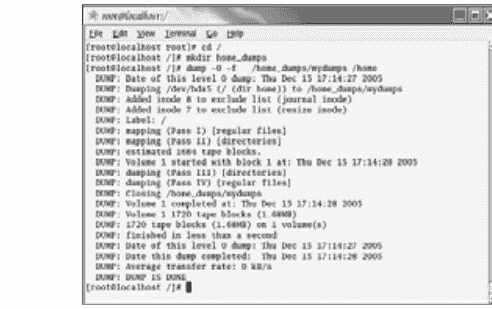 root@localhost:/
File Edit View Terminal Go Help
[root@localhost root]# cd /
[root@localhost /]# mkdir home_dumps
[root@localhost /]# dump -0 -f /home_dumps/mydumps /home
DUMP: Date of this level 0 dump: Thu Dec 15 17:14:27 2005
DUMP: Dumping /dev/hda5 (/ (dir home)) to /home_dumps/mydumps
DUMP: Added inode 8 to exclude list (journal inode)
DUMP: Added inode 7 to exclude list (resize inode)
DUMP: Label: /
DUMP: mapping (Pass I) [regular files]
DUMP: mapping (Pass II) [directories]
DUMP: estimated 1664 tape blocks.
DUMP: Volume 1 started with block 1 at: Thu Dec 15 17:14:28 2005
DUMP: dumping (Pass III) [directories]
DUMP: dumping (Pass IV) [regular files]
DUMP: Closing /home_dumps/mydumps
DUMP: Volume 1 completed at: Thu Dec 15 17:14:28 2005
DUMP: Volume 1 1720 tape blocks (1.68MB)
DUMP: 1720 tape blocks (1.68MB) on 1 volume(s)
DUMP: finished in less than a second
DUMP: Date of this level 0 dump: Thu Dec 15 17:14:27 2005
DUMP: Date this dump completed: Thu Dec 15 17:14:28 2005
DUMP: Average transfer rate: 0 kB/s
DUMP: DUMP IS DONE
[root@localhost /]#